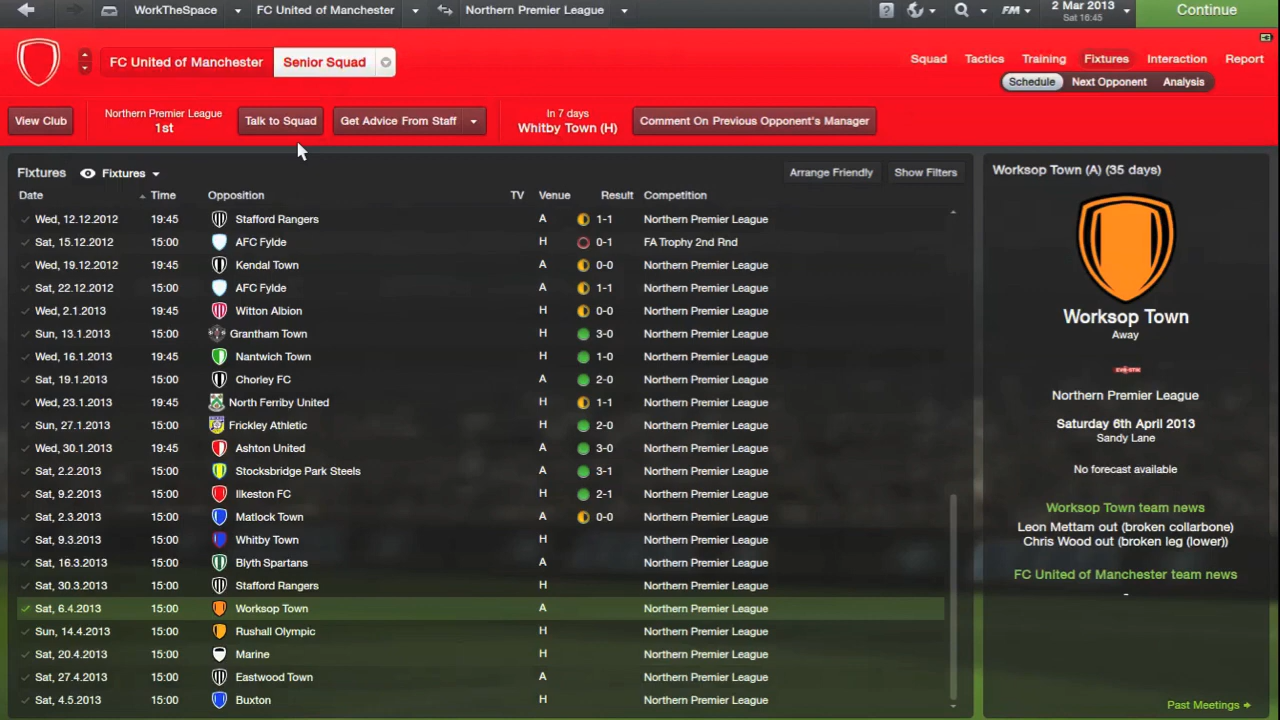 WorkTheSpace FC United of Manchester Northern Premier League ? FM 2 Mar 2013 Sat 16:45 Continue
FC United of Manchester Senior Squad Squad Tactics Training Fixtures Interaction Report
Schedule Next Opponent Analysis
View Club Northern Premier League 1st Talk to Squad Get Advice From Staff In 7 days Whitby Town (H) Comment On Previous Opponent's Manager
Fixtures Fixtures Arrange Friendly Show Filters
Date Time Opposition TV Venue Result Competition
Wed, 12.12.2012 19:45 Stafford Rangers A 1-1 Northern Premier League
Sat, 15.12.2012 15:00 AFC Fylde H 0-1 FA Trophy 2nd Rnd
Wed, 19.12.2012 19:45 Kendal Town A 0-0 Northern Premier League
Sat, 22.12.2012 15:00 AFC Fylde A 1-1 Northern Premier League
Wed, 2.1.2013 19:45 Witton Albion H 0-0 Northern Premier League
Sun, 13.1.2013 15:00 Grantham Town H 3-0 Northern Premier League
Wed, 16.1.2013 19:45 Nantwich Town H 1-0 Northern Premier League
Sat, 19.1.2013 15:00 Chorley FC A 2-0 Northern Premier League
Wed, 23.1.2013 19:45 North Ferriby United H 1-1 Northern Premier League
Sun, 27.1.2013 15:00 Frickley Athletic H 2-0 Northern Premier League
Wed, 30.1.2013 19:45 Ashton United A 3-0 Northern Premier League
Sat, 2.2.2013 15:00 Stocksbridge Park Steels A 3-1 Northern Premier League
Sat, 9.2.2013 15:00 Ilkeston FC H 2-1 Northern Premier League
Sat, 2.3.2013 15:00 Matlock Town A 0-0 Northern Premier League
Sat, 9.3.2013 15:00 Whitby Town H Northern Premier League
Sat, 16.3.2013 15:00 Blyth Spartans A Northern Premier League
Sat, 30.3.2013 15:00 Stafford Rangers H Northern Premier League
Sat, 6.4.2013 15:00 Worksop Town A Northern Premier League
Sun, 14.4.2013 15:00 Rushall Olympic H Northern Premier League
Sat, 20.4.2013 15:00 Marine H Northern Premier League
Sat, 27.4.2013 15:00 Eastwood Town A Northern Premier League
Sat, 4.5.2013 15:00 Buxton H Northern Premier League
Worksop Town (A) (35 days)
Worksop Town
Away
Northern Premier League
Saturday 6th April 2013
Sandy Lane
No forecast available
Worksop Town team news
Leon Mettam out (broken collarbone)
Chris Wood out (broken leg (lower))
FC United of Manchester team news
-
Past Meetings